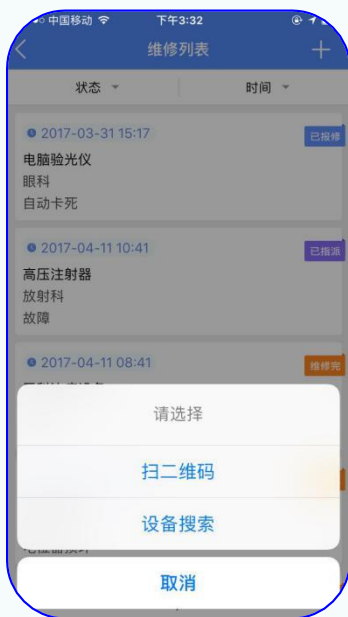 中国移动 下午3:32
维修列表
状态 时间
2017-03-31 15:17 已报修
电脑验光仪
眼科
自动卡死
2017-04-11 10:41 已指派
高压注射器
放射科
故障
2017-04-11 08:41 维修完
请选择
扫二维码
设备搜索
取消